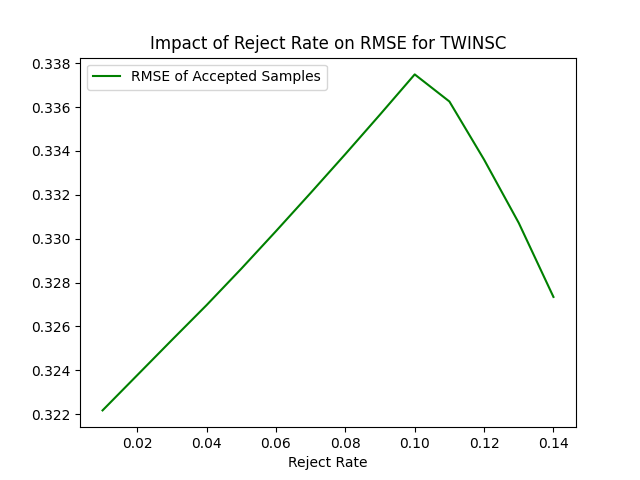 Impact of Reject Rate on RMSE for TWINSC
RMSE of Accepted Samples
0.338
0.336
0.334
0.332
0.330
0.328
0.326
0.324
0.322
0.02 0.04 0.06 0.08 0.10 0.12 0.14
Reject Rate